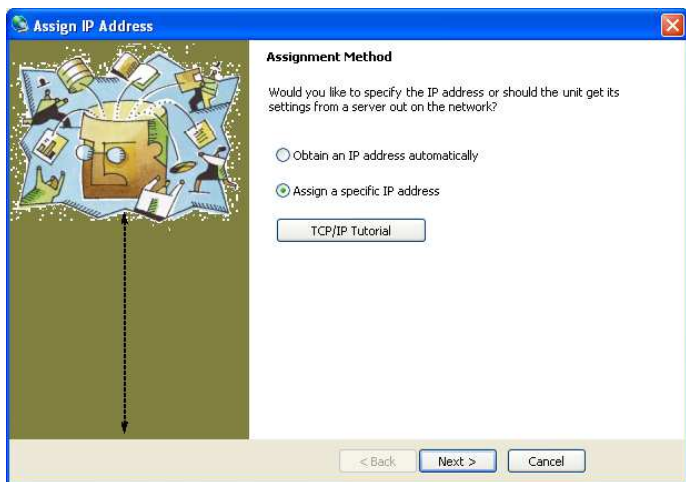 Assign IP Address
Assignment Method
Would you like to specify the IP address or should the unit get its
settings from a server out on the network?
Obtain an IP address automatically
Assign a specific IP address
TCP/IP Tutorial
< Back
Next >
Cancel